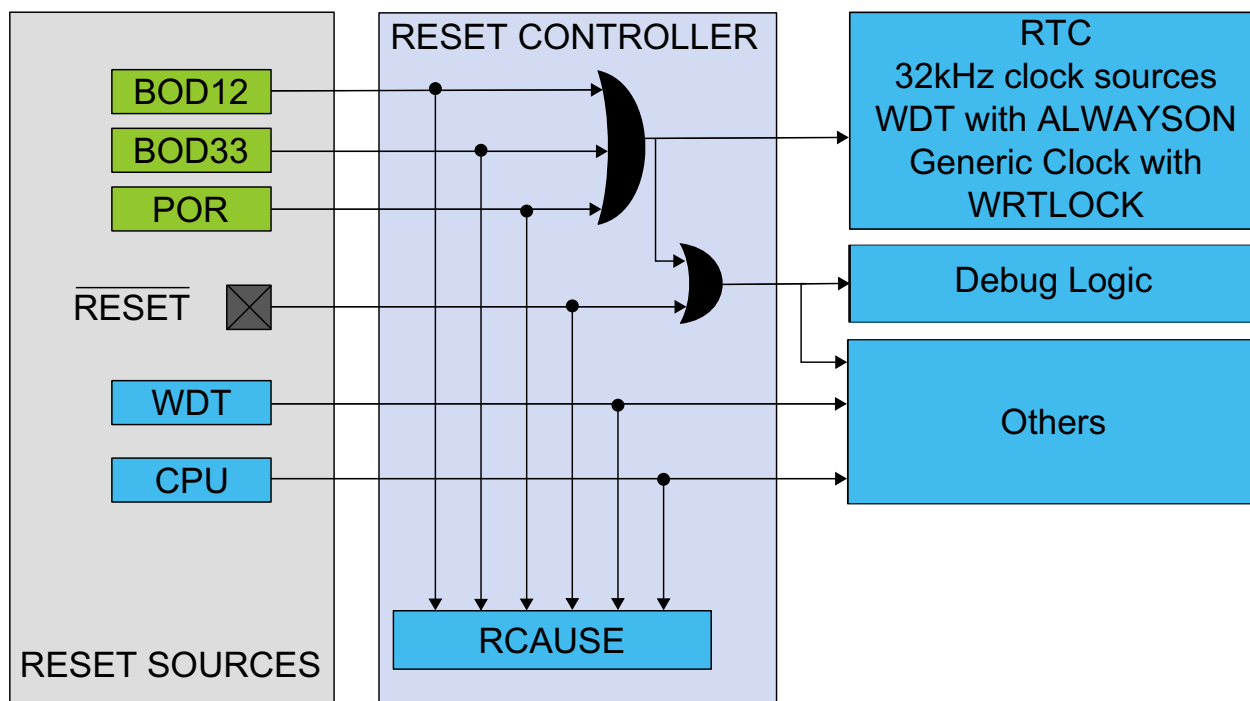 RESET CONTROLLER
BOD12
BOD33
POR
RESET
WDT
CPU
RESET SOURCES
RCAUSE
RTC
32kHz clock sources
WDT with ALWAYSON
Generic Clock with
WRTLOCK
Debug Logic
Others